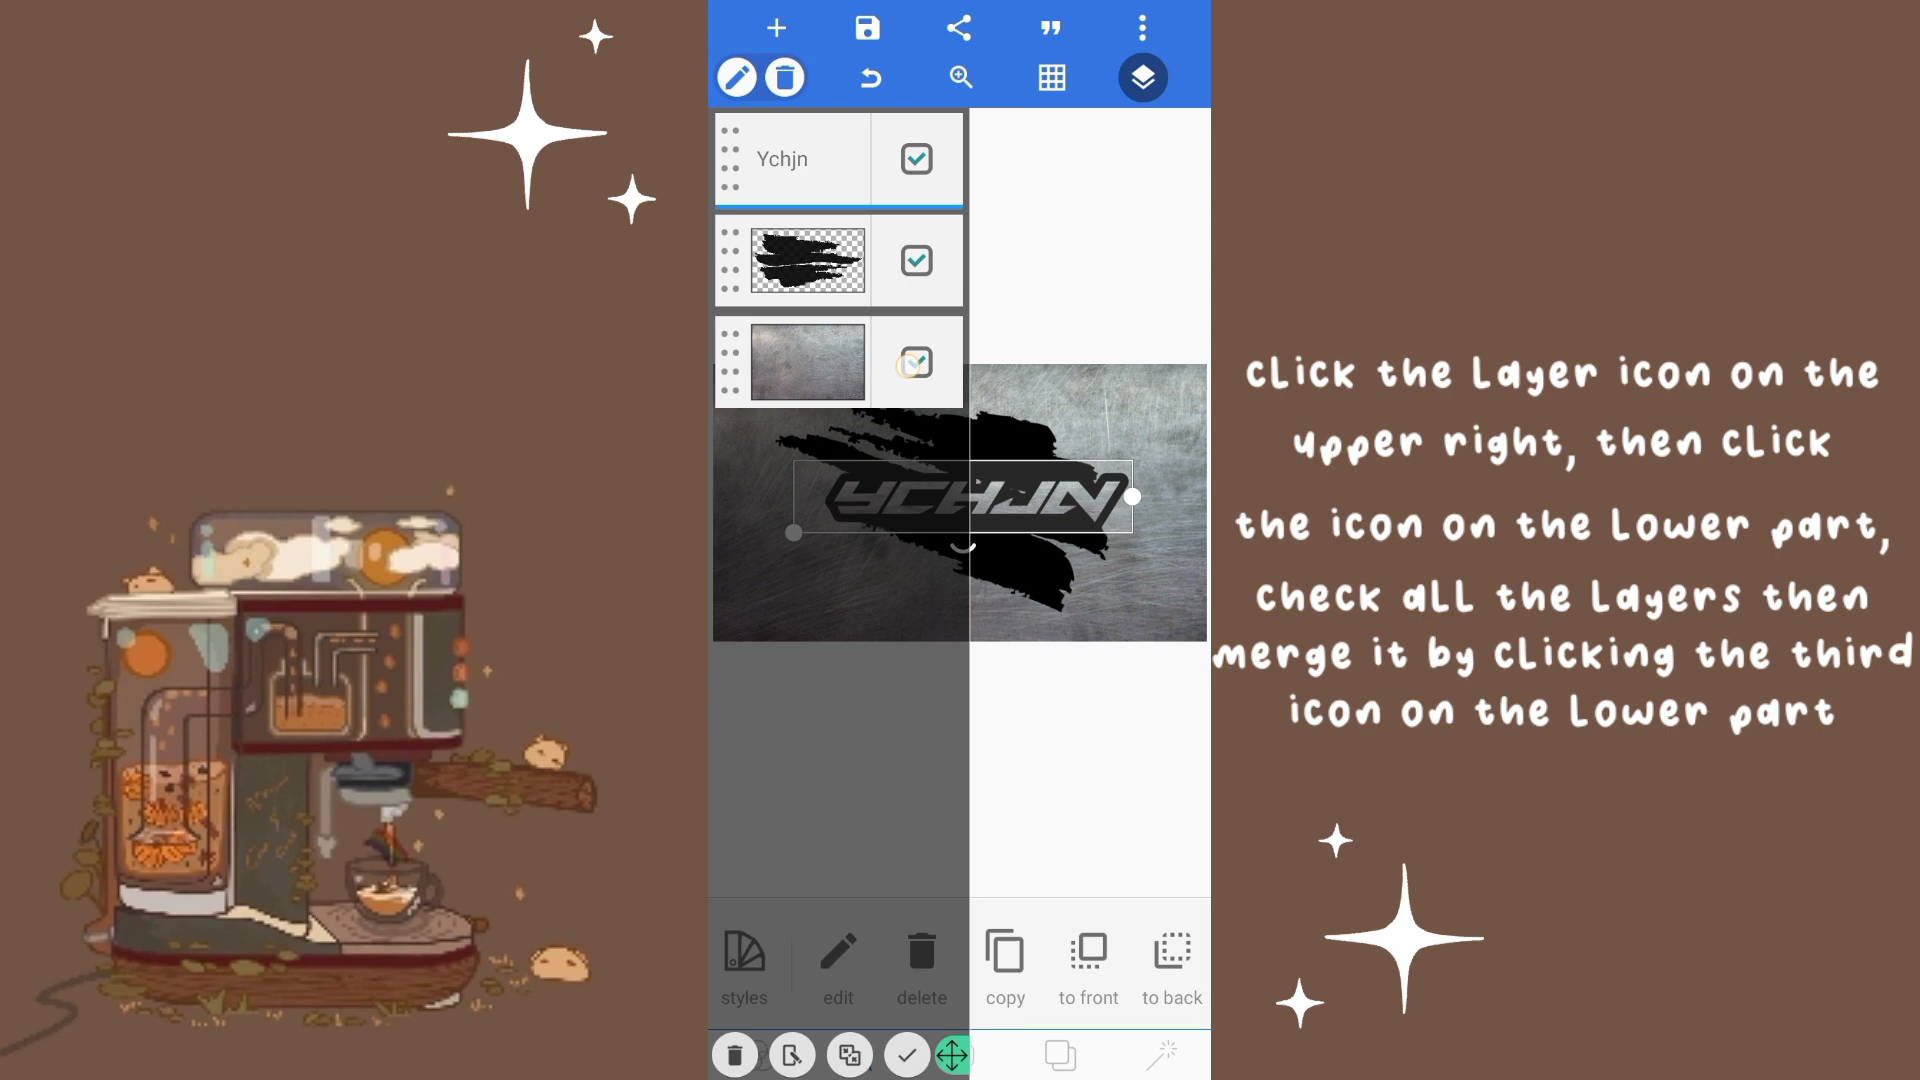 Ychjn
YCHJN
styles
edit
delete
copy
to front
to back
click the Layer icon on the
upper right, then click
the icon on the Lower part,
check all the Layers then
merge it by clicking the third
icon on the Lower part